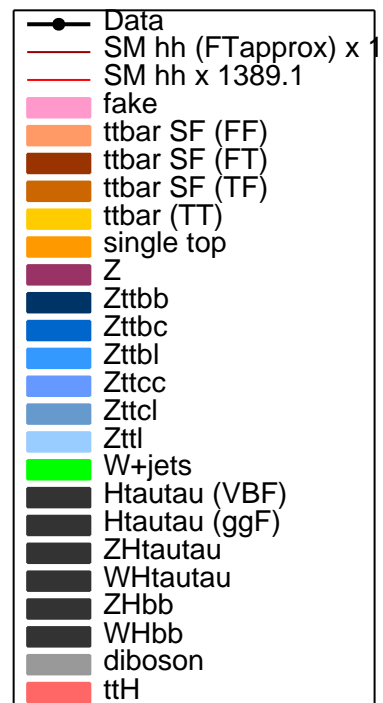 Data
SM hh (FTapprox) x 1
SM hh x 1389.1
fake
ttbar SF (FF)
ttbar SF (FT)
ttbar SF (TF)
ttbar (TT)
single top
Z
Zttbb
Zttbc
Zttbl
Zttcc
Zttcl
Zttl
W+jets
Htautau (VBF)
Htautau (ggF)
ZHtautau
WHtautau
ZHbb
WHbb
diboson
ttH